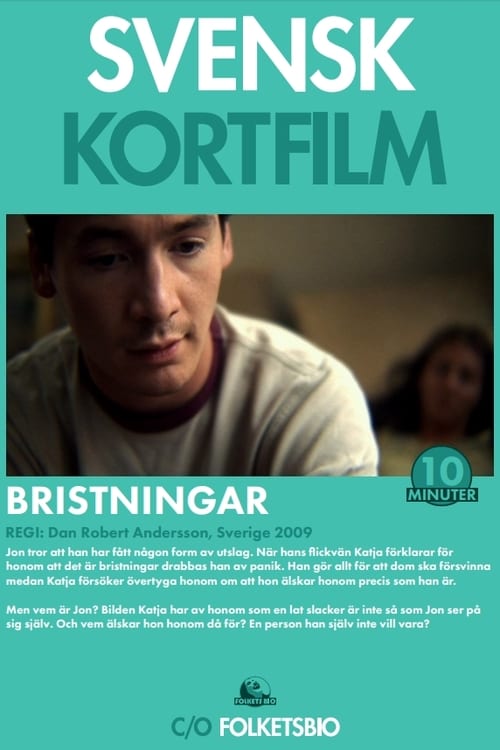 SVENSK
KORTFILM
10
MINUTER
BRISTNINGAR
REGI: Dan Robert Andersson, Sverige 2009
Jon tror att han har fått någon form av utslag. När hans flickvän Katja förklarar för
honom att det är bristningar drabbas han av panik. Han gör allt för att dom ska försvinna
medan Katja försöker övertyga honom om att hon älskar honom precis som han är.
Men vem är Jon? Bilden Katja har av honom som en lat slacker är inte så som Jon ser på
sig själv. Och vem älskar hon honom då för? En person han själv inte vill vara?
FOLKETS BIO
C/O FOLKETSBIO